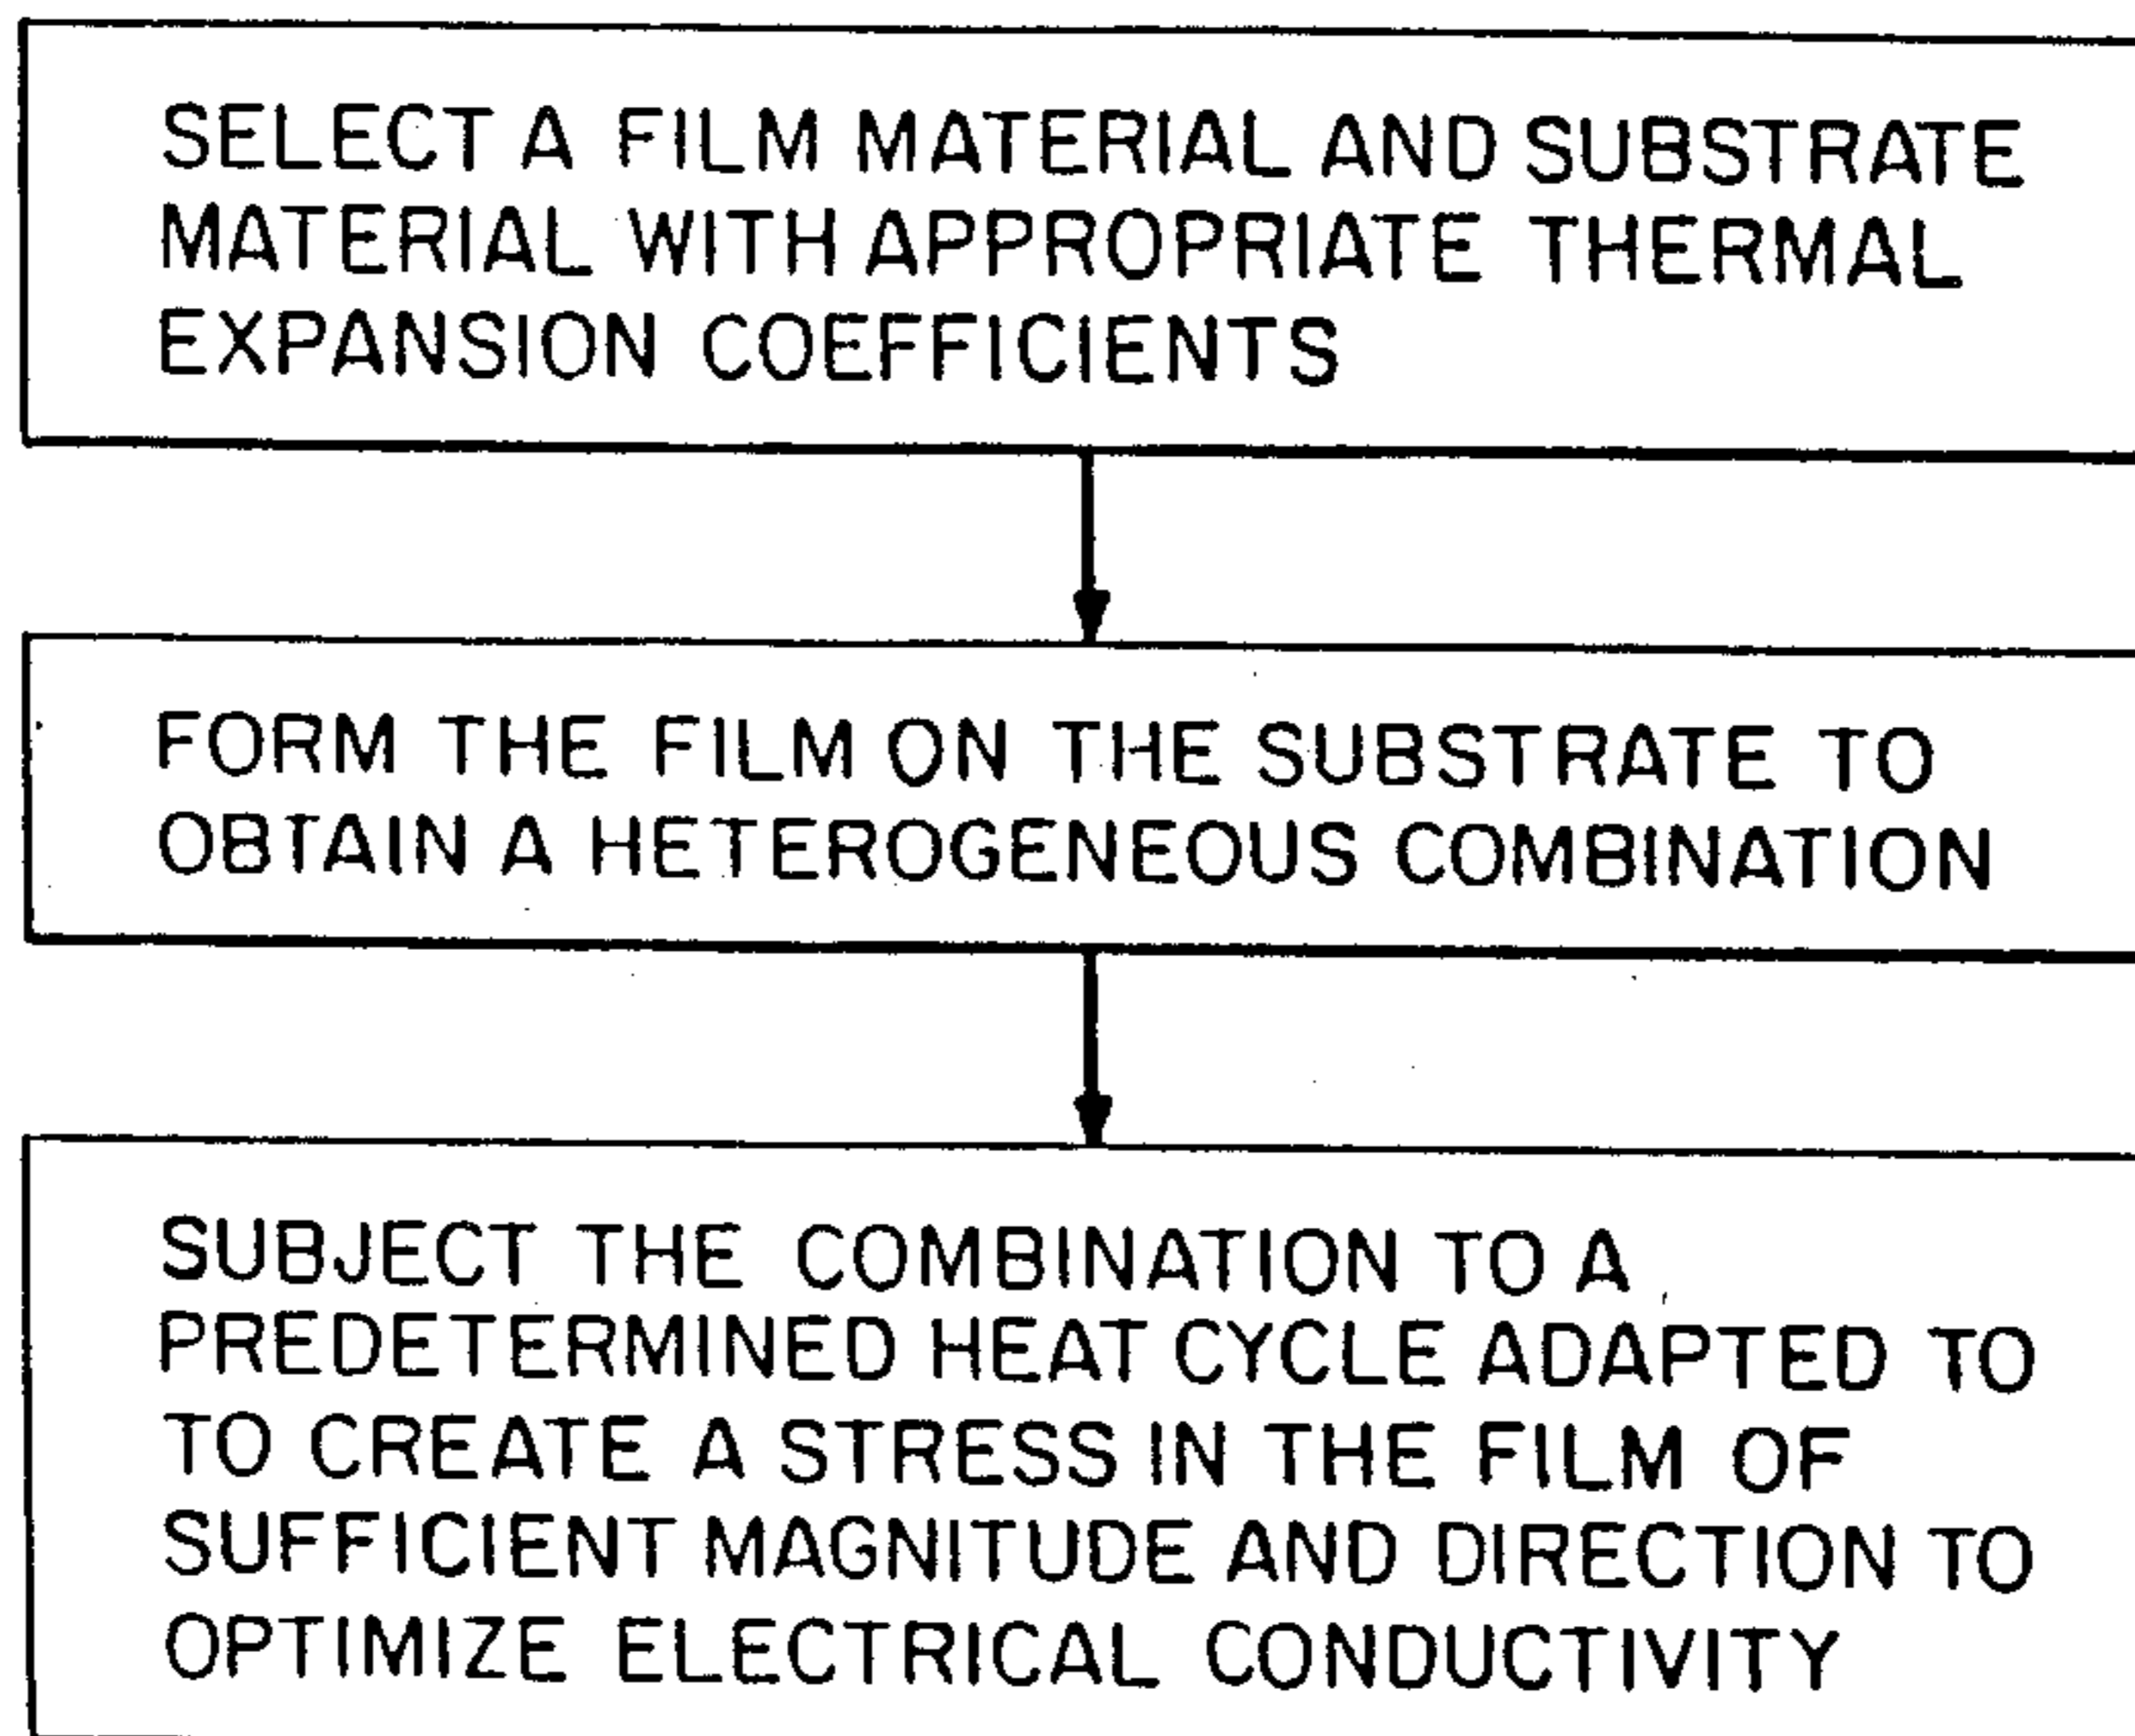 SELECT A FILM MATERIAL AND SUBSTRATE
MATERIAL WITH APPROPRIATE THERMAL
EXPANSION COEFFICIENTS
FORM THE FILM ON THE SUBSTRATE TO
OBTAIN A HETEROGENEOUS COMBINATION
SUBJECT THE COMBINATION TO A
PREDETERMINED HEAT CYCLE ADAPTED TO
TO CREATE A STRESS IN THE FILM OF
SUFFICIENT MAGNITUDE AND DIRECTION TO
OPTIMIZE ELECTRICAL CONDUCTIVITY